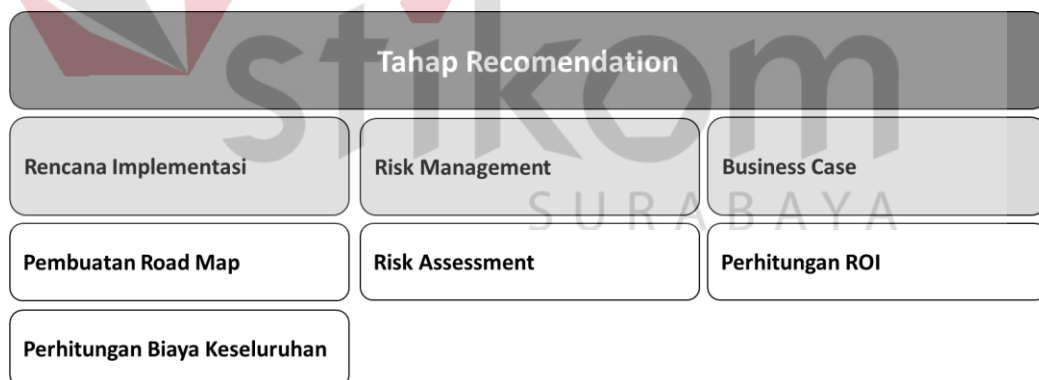 Tahap Recomendation
stikom
SURABAYA
Rencana Implementasi
Risk Management
Business Case
Pembuatan Road Map
Risk Assessment
Perhitungan ROI
Perhitungan Biaya Keseluruhan